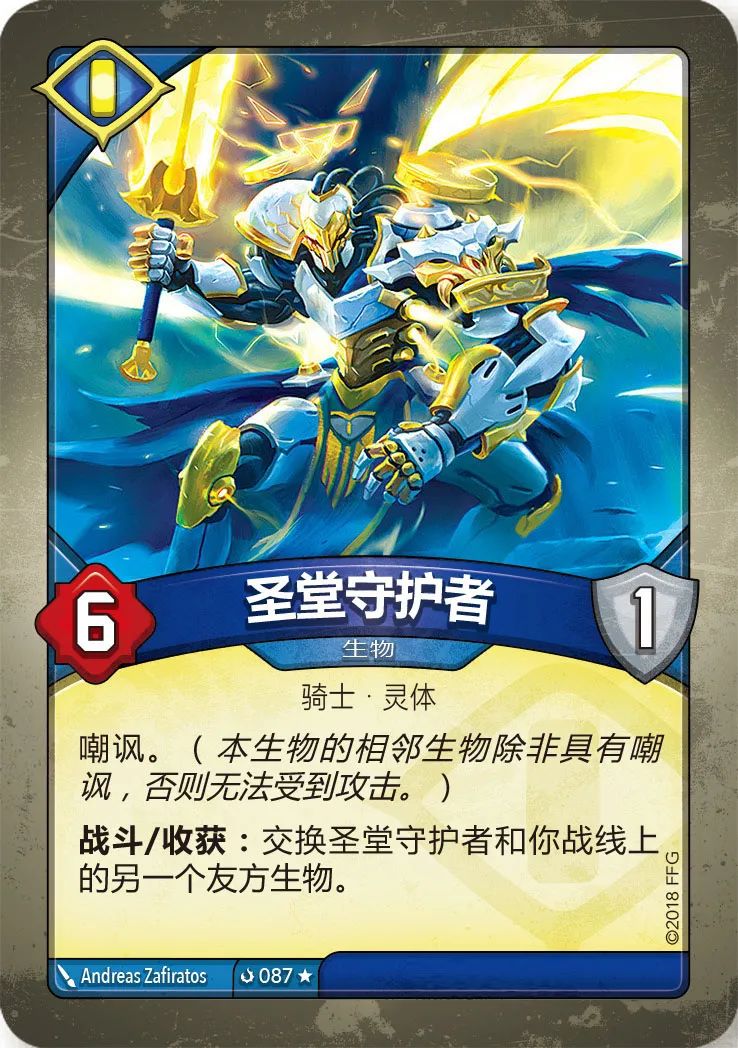 6
圣堂守护者
1
生物
骑士 · 灵体
嘲讽。（本生物的相邻生物除非具有嘲
讽，否则无法受到攻击。）
战斗/收获：交换圣堂守护者和你战线上
的另一个友方生物。
©2018 FFG
Andreas Zafiratos
087